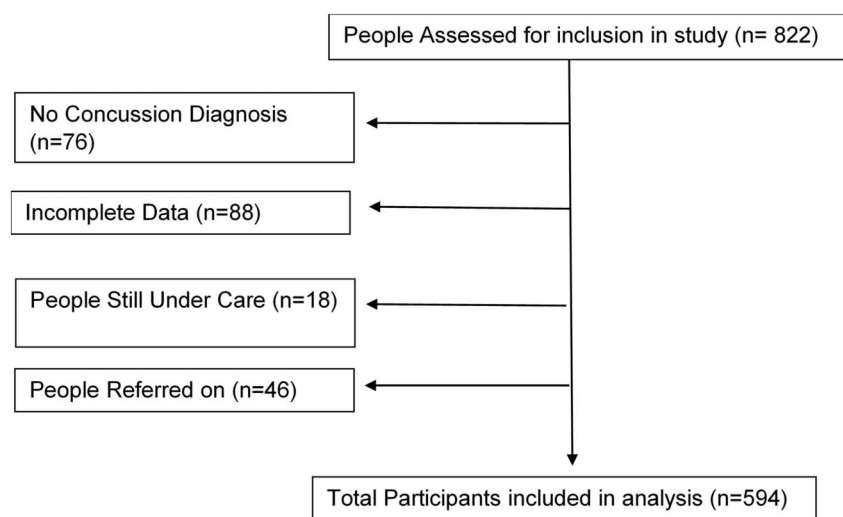 People Assessed for inclusion in study (n= 822)
No Concussion Diagnosis
(n=76)
Incomplete Data (n=88)
People Still Under Care (n=18)
People Referred on (n=46)
Total Participants included in analysis (n=594)